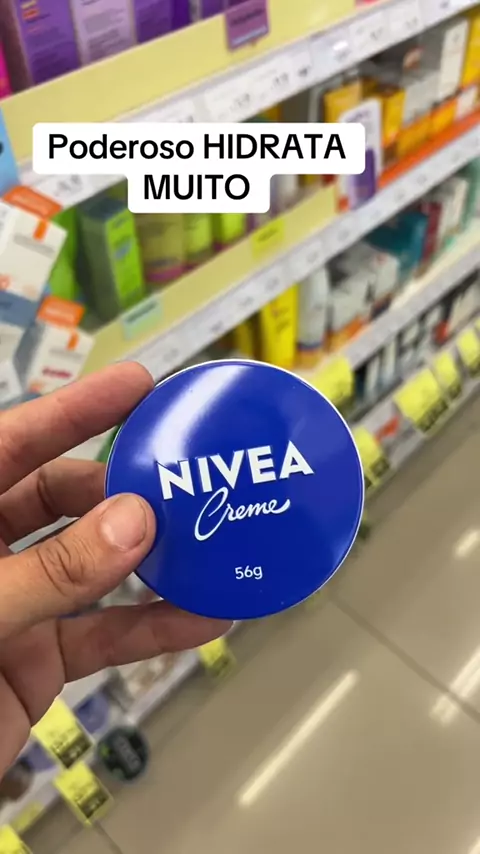 Poderoso HIDRATA
MUITO
NIVEA
Creme
56g